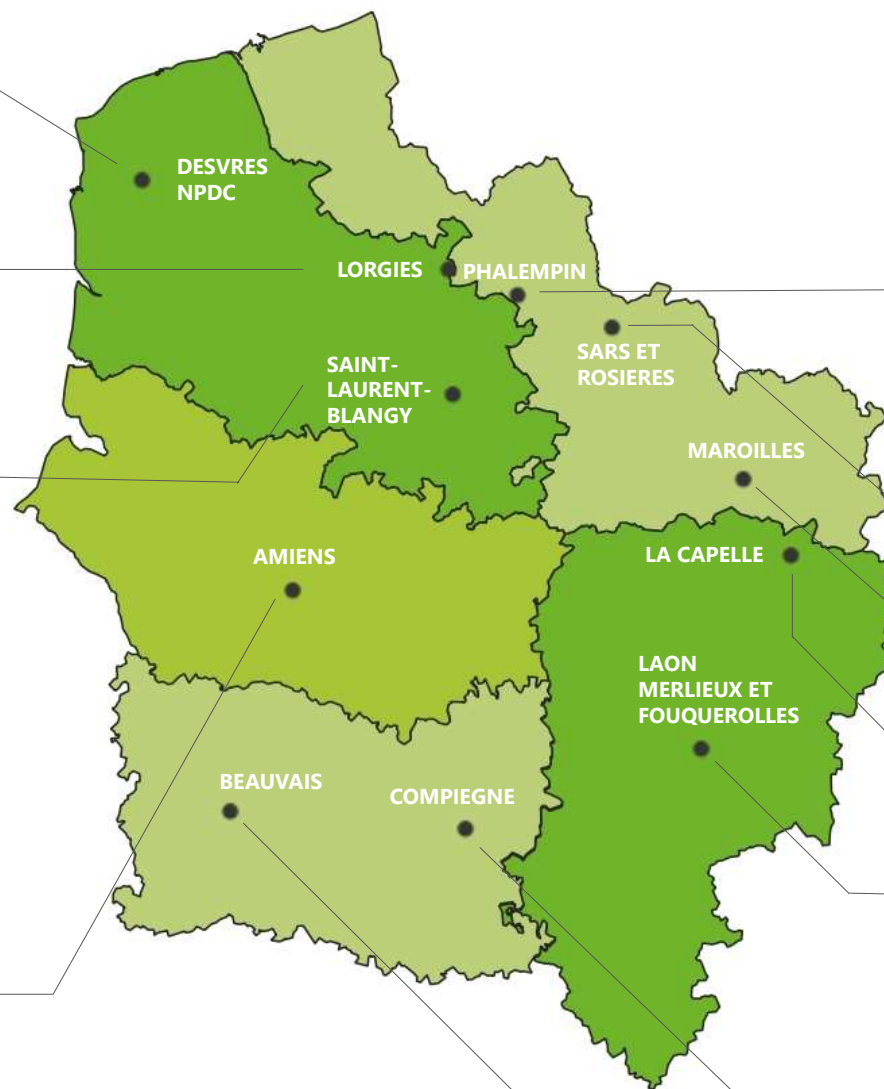 DESVRES
NPDC
LORGIES
PHALEMPIN
SARS ET
ROSIERES
SAINT-
LAURENT-
BLANGY
MAROILLES
AMIENS
LA CAPELLE
LAON
MERLIEUX ET
FOUQUEROLLES
BEAUVAIS
COMPIEGNE